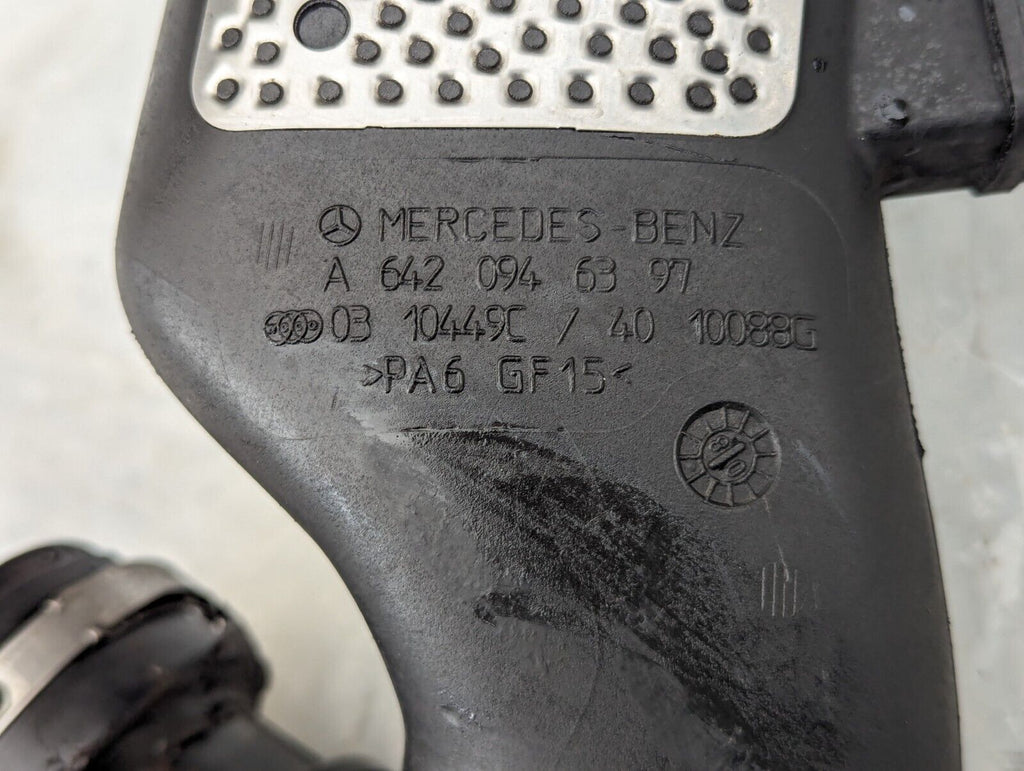 MERCEDES-BENZ
A 642 094 63 97
03 10449C / 40 10088G
>PA6 GF15<